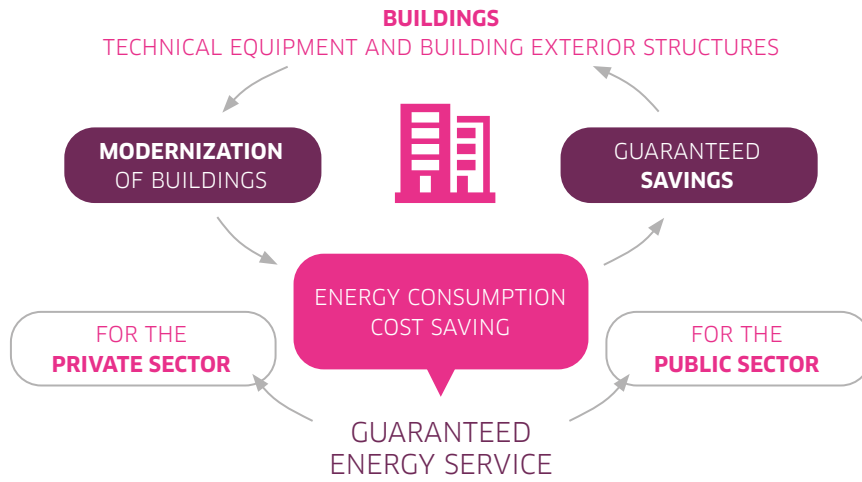 BUILDINGS
TECHNICAL EQUIPMENT AND BUILDING EXTERIOR STRUCTURES
MODERNIZATION
OF BUILDINGS
GUARANTEED
SAVINGS
ENERGY CONSUMPTION
COST SAVING
FOR THE
PRIVATE SECTOR
FOR THE
PUBLIC SECTOR
GUARANTEED
ENERGY SERVICE